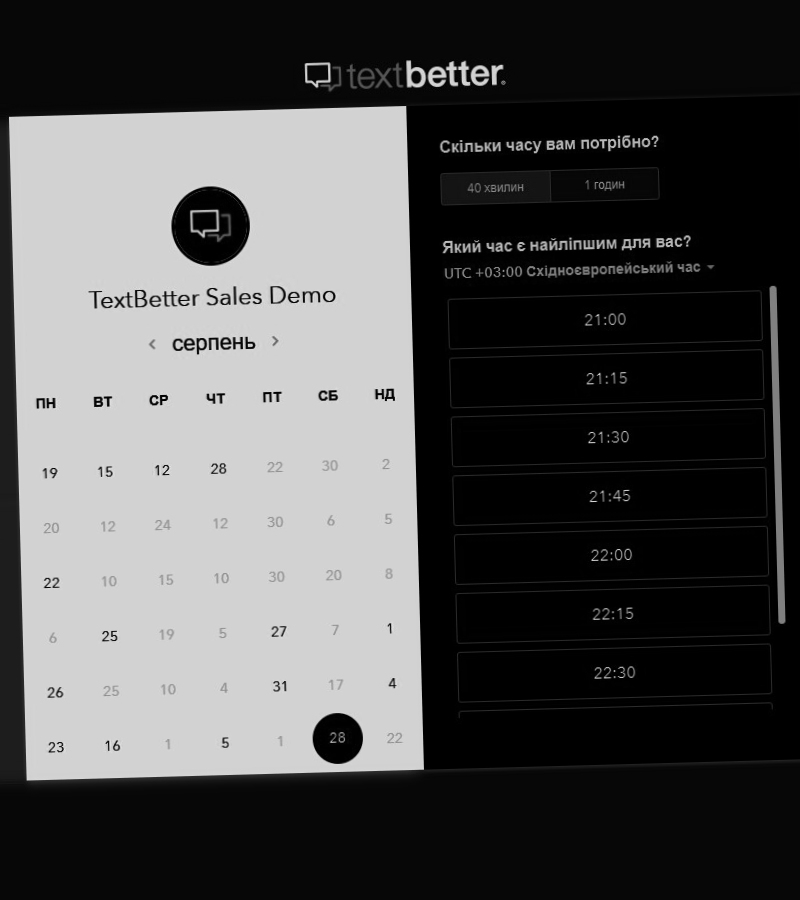 textbetter.
TextBetter Sales Demo
серпень
ПН ВТ СР ЧТ ПТ СБ НД
19 15 12 28 22 30 2
20 12 24 12 30 6 5
22 10 15 10 30 20 8
6 25 19 5 27 7 1
26 25 10 4 31 17 4
23 16 1 5 1 28 22
Скільки часу вам потрібно?
40 хвилин 1 годин
Який час є найліпшим для вас?
UTC +03:00 Східноєвропейський час
21:00
21:15
21:30
21:45
22:00
22:15
22:30